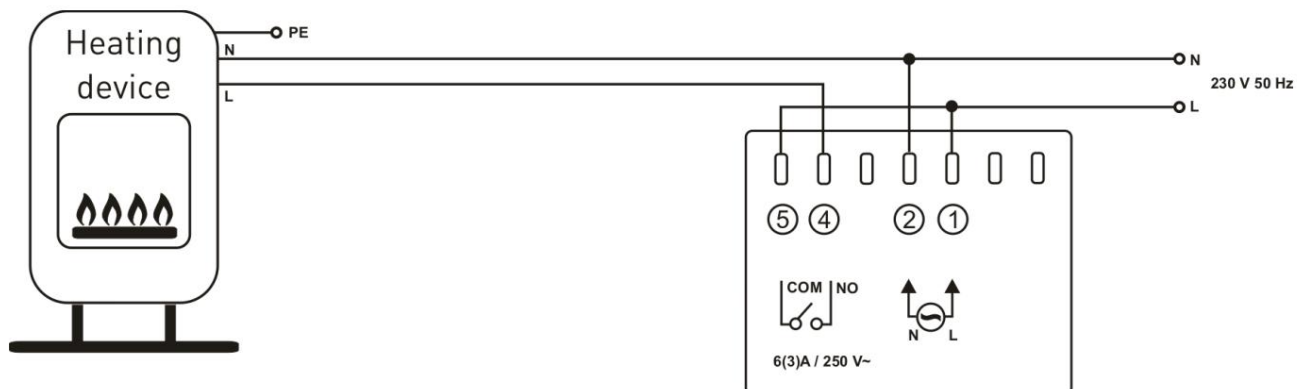 Heating
device
PE
N
L
N
230 V 50 Hz
L
5 4 2 1
COM NO
N L
6(3)A / 250 V~